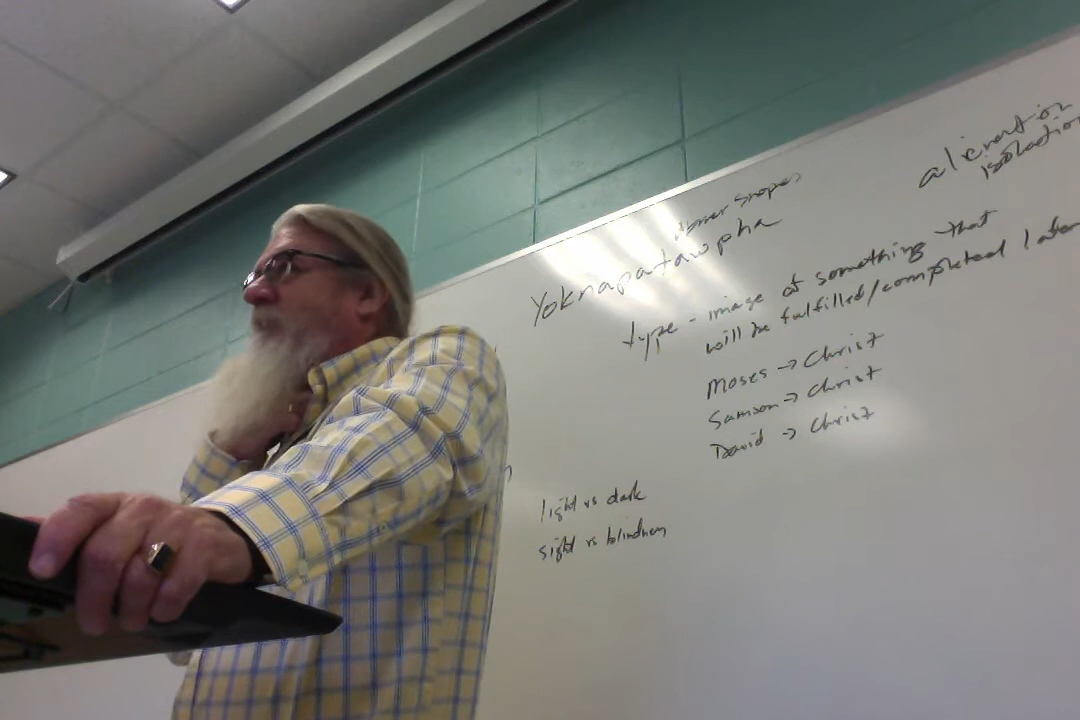 Abner Snopes
Yoknapatawpha
alienation
isolation
type - image of something that
will be fulfilled/completed later
Moses → Christ
Samson → Christ
David → Christ
light vs dark
sight vs blindness